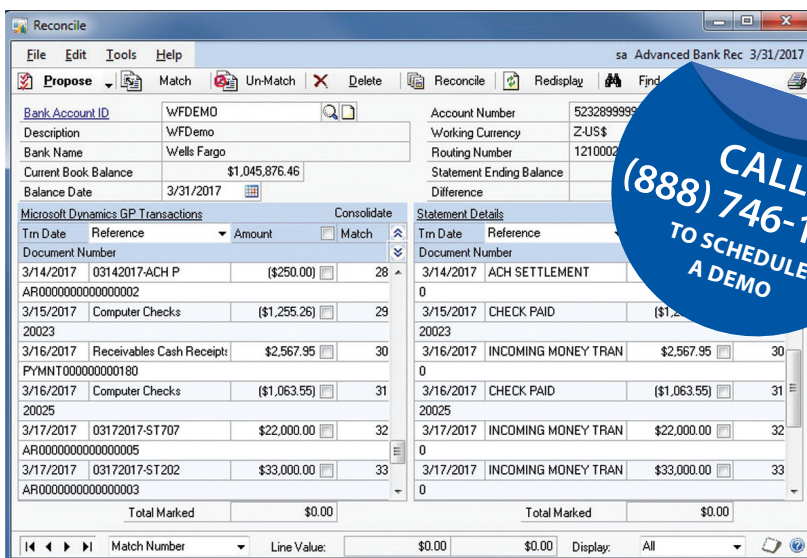 Reconcile
File Edit Tools Help sa Advanced Bank Rec 3/31/2017
Propose Match Un-Match Delete Reconcile Redisplay Find
Bank Account ID WFDEMO Account Number 5232899999
Description WFDemo Working Currency Z-US$
Bank Name Wells Fargo Routing Number 1210002
Current Book Balance $1,045,876.46 Statement Ending Balance
Balance Date 3/31/2017 Difference
CALL
(888) 746-1
TO SCHEDULE
A DEMO
Microsoft Dynamics GP Transactions Consolidate Statement Details
Trn Date Reference Amount Match Trn Date Reference
Document Number Document Number
3/14/2017 03142017-ACH P ($250.00) 28 3/14/2017 ACH SETTLEMENT
AR0000000000000002 0
3/15/2017 Computer Checks ($1,255.26) 29 3/15/2017 CHECK PAID ($1,2
20023 20023
3/16/2017 Receivables Cash Receipts $2,567.95 30 3/16/2017 INCOMING MONEY TRAN $2,567.95 30
PYMNT000000000180 0
3/16/2017 Computer Checks ($1,063.55) 31 3/16/2017 CHECK PAID ($1,063.55) 31
20025 20025
3/17/2017 03172017-ST707 $22,000.00 32 3/17/2017 INCOMING MONEY TRAN $22,000.00 32
AR0000000000000005 0
3/17/2017 03172017-ST202 $33,000.00 33 3/17/2017 INCOMING MONEY TRAN $33,000.00 33
AR0000000000000003 0
Total Marked $0.00 Total Marked $0.00
Match Number Line Value: $0.00 $0.00 Display: All